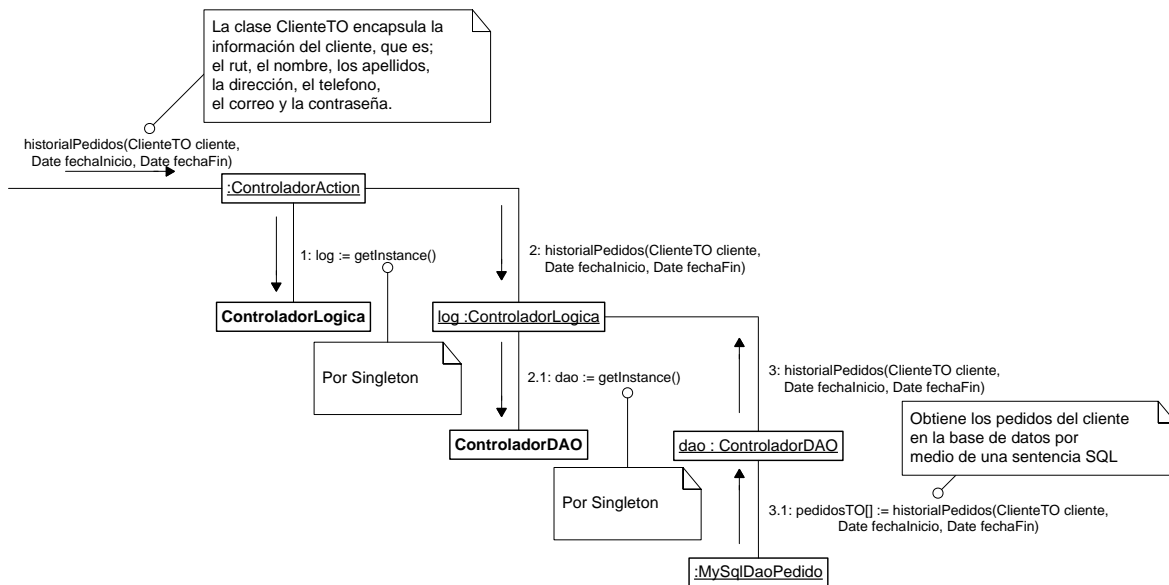 La clase ClienteTO encapsula la
información del cliente, que es;
el rut, el nombre, los apellidos,
la dirección, el telefono,
el correo y la contraseña.
historialPedidos(ClienteTO cliente,
Date fechaInicio, Date fechaFin)
:ControladorAction
1: log := getInstance()
2: historialPedidos(ClienteTO cliente,
Date fechaInicio, Date fechaFin)
ControladorLogica
log :ControladorLogica
Por Singleton
2.1: dao := getInstance()
3: historialPedidos(ClienteTO cliente,
Date fechaInicio, Date fechaFin)
Obtiene los pedidos del cliente
en la base de datos por
medio de una sentencia SQL
ControladorDAO
dao : ControladorDAO
Por Singleton
3.1: pedidosTO[] := historialPedidos(ClienteTO cliente,
Date fechaInicio, Date fechaFin)
:MySqlDaoPedido